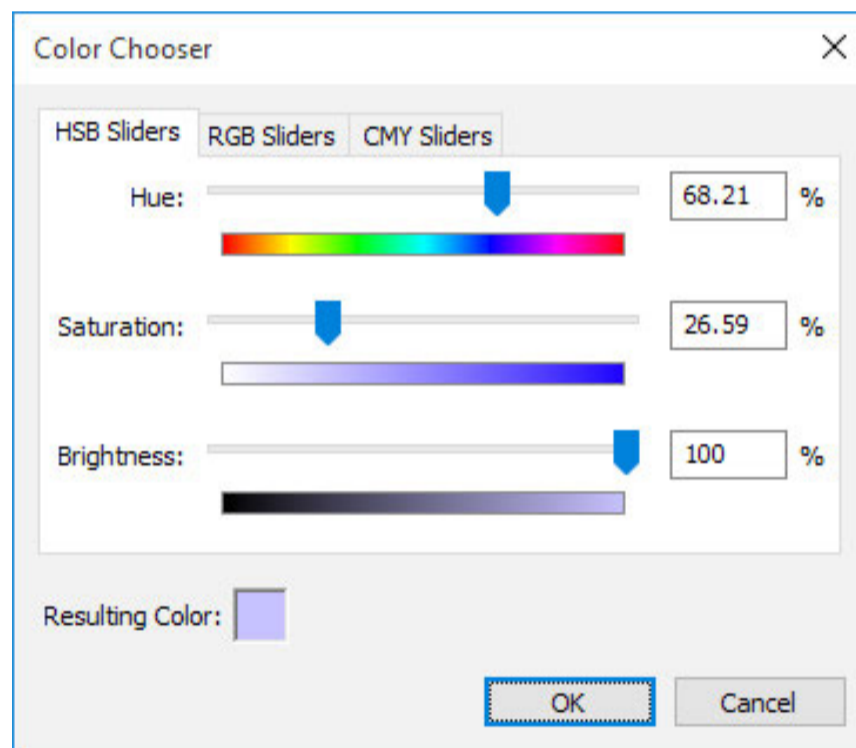 Color Chooser
HSB Sliders RGB Sliders CMY Sliders
Hue: 68.21 %
Saturation: 26.59 %
Brightness: 100 %
Resulting Color:
OK Cancel